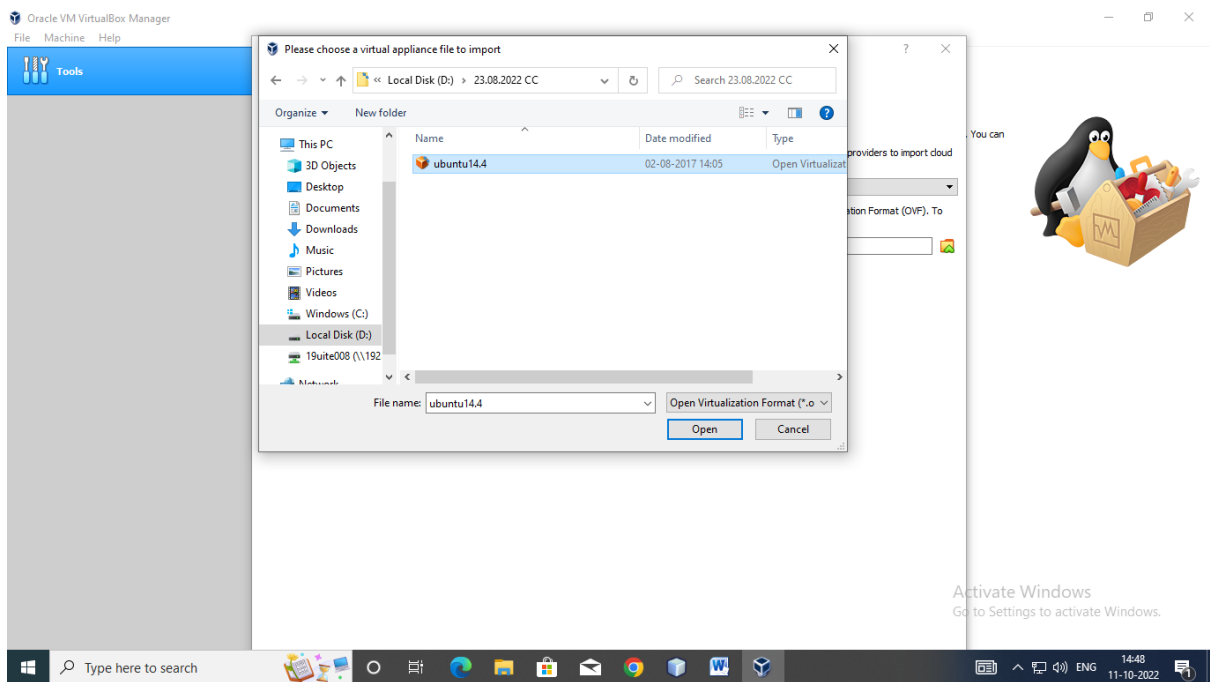 Oracle VM VirtualBox Manager
File Machine Help
Tools
Please choose a virtual appliance file to import
« Local Disk (D:) › 23.08.2022 CC
Search 23.08.2022 CC
Organize
New folder
This PC
3D Objects
Desktop
Documents
Downloads
Music
Pictures
Videos
Windows (C:)
Local Disk (D:)
19uite008 (\\192
Network
Name Date modified Type
ubuntu14.4 02-08-2017 14:05 Open Virtualizat
File name: ubuntu14.4
Open Virtualization Format (*.o
Open Cancel
. You can
providers to import cloud
ation Format (OVF). To
Activate Windows
Go to Settings to activate Windows.
Type here to search
ENG
14:48
11-10-2022
1